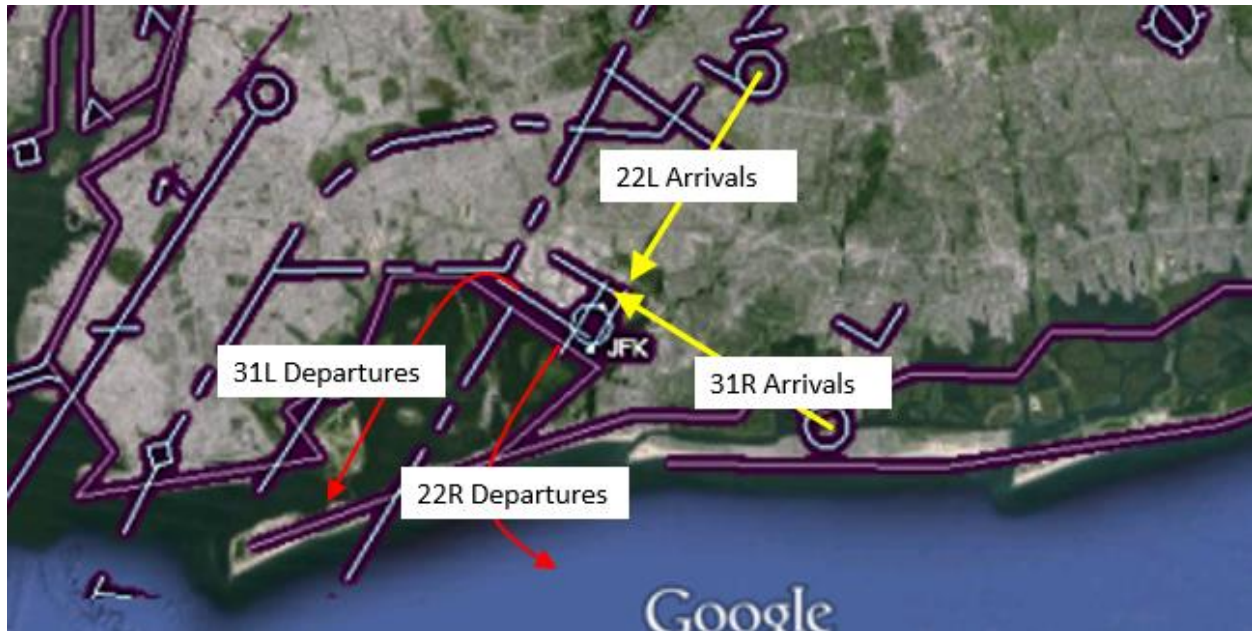 22L Arrivals
JFK
31L Departures
31R Arrivals
22R Departures
Google